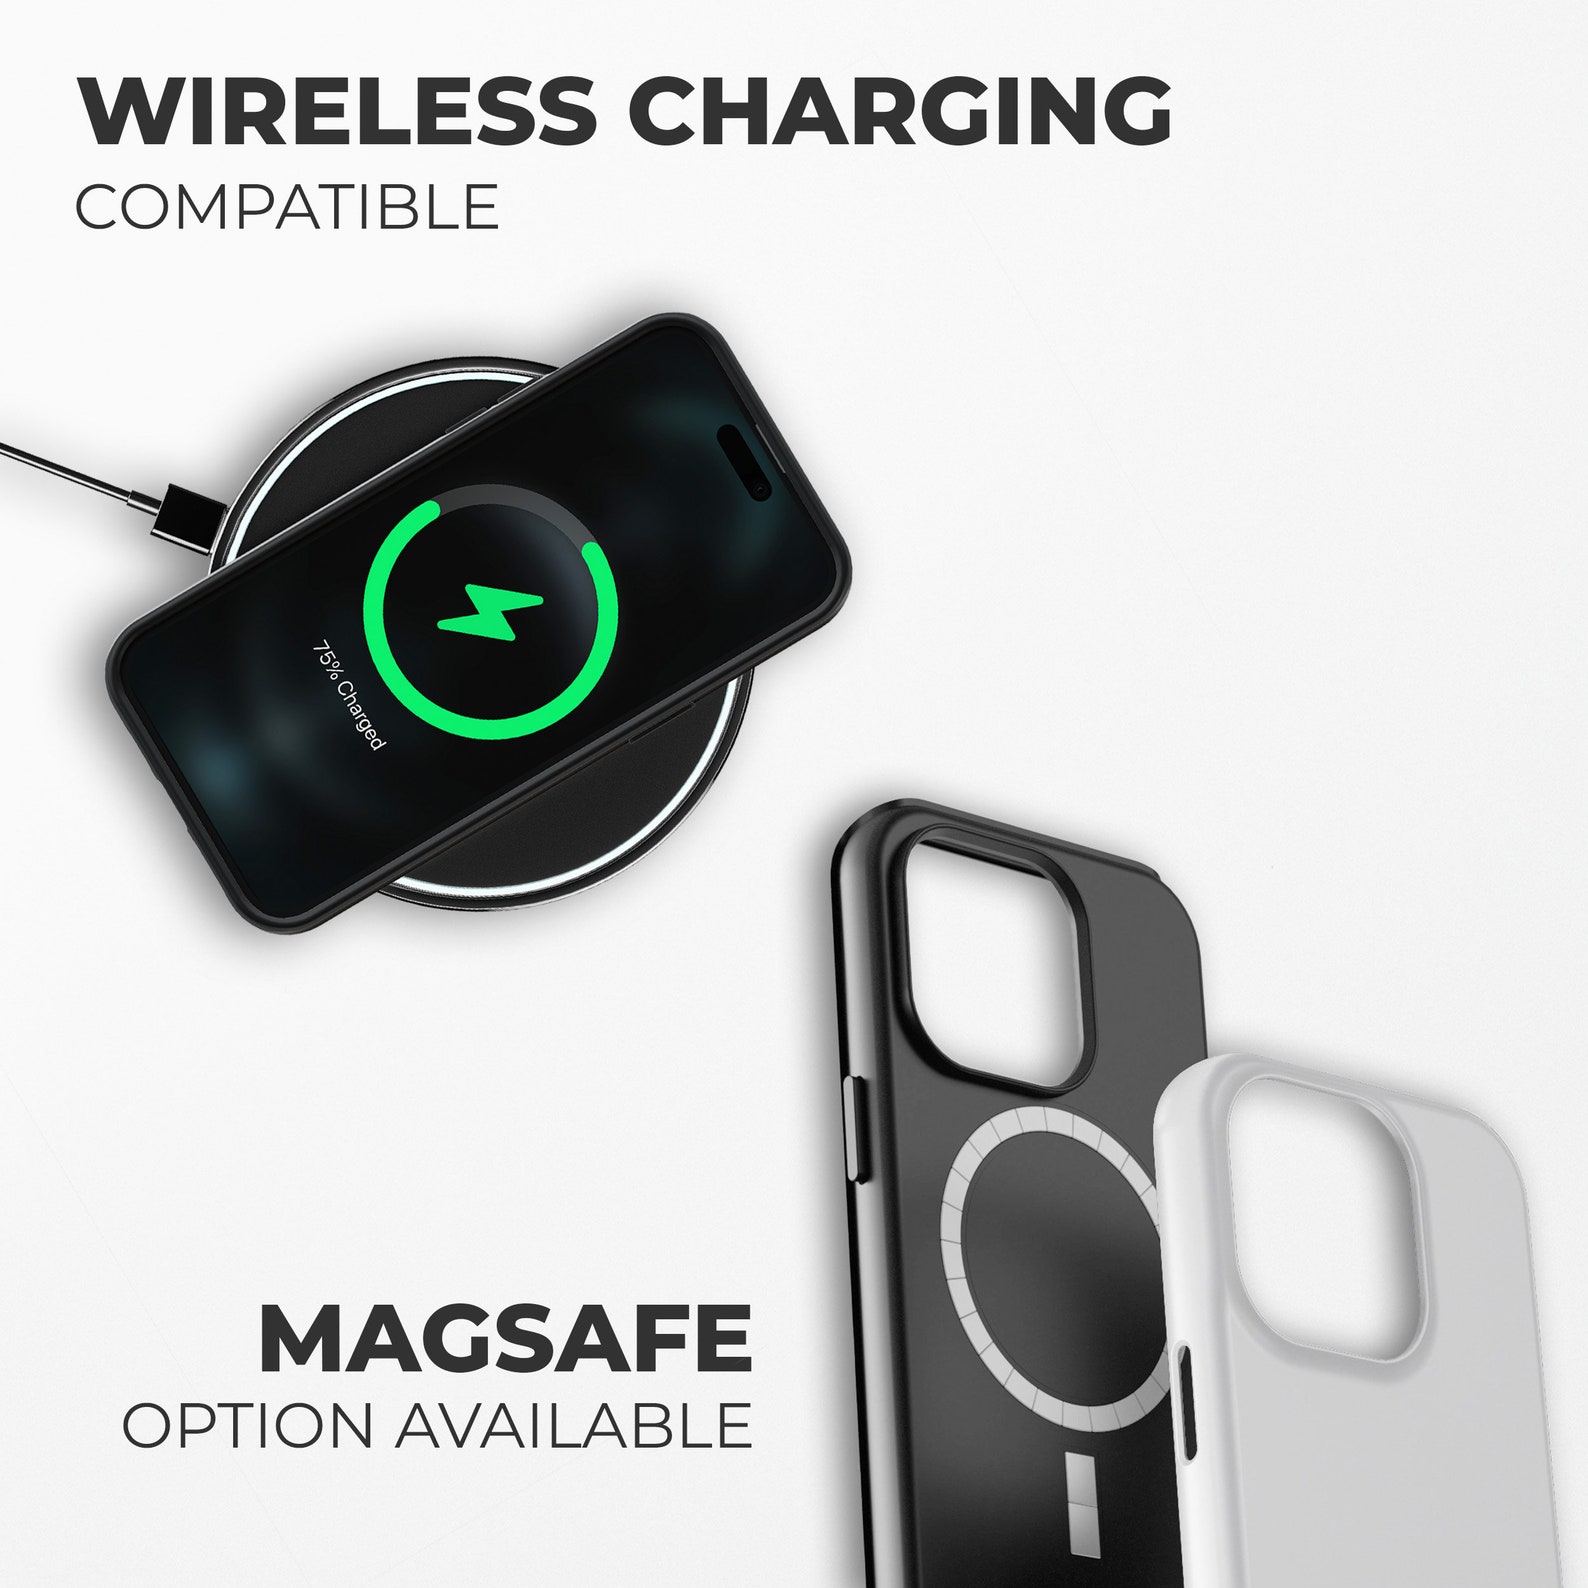 WIRELESS CHARGING
COMPATIBLE
75% Charged
MAGSAFE
OPTION AVAILABLE